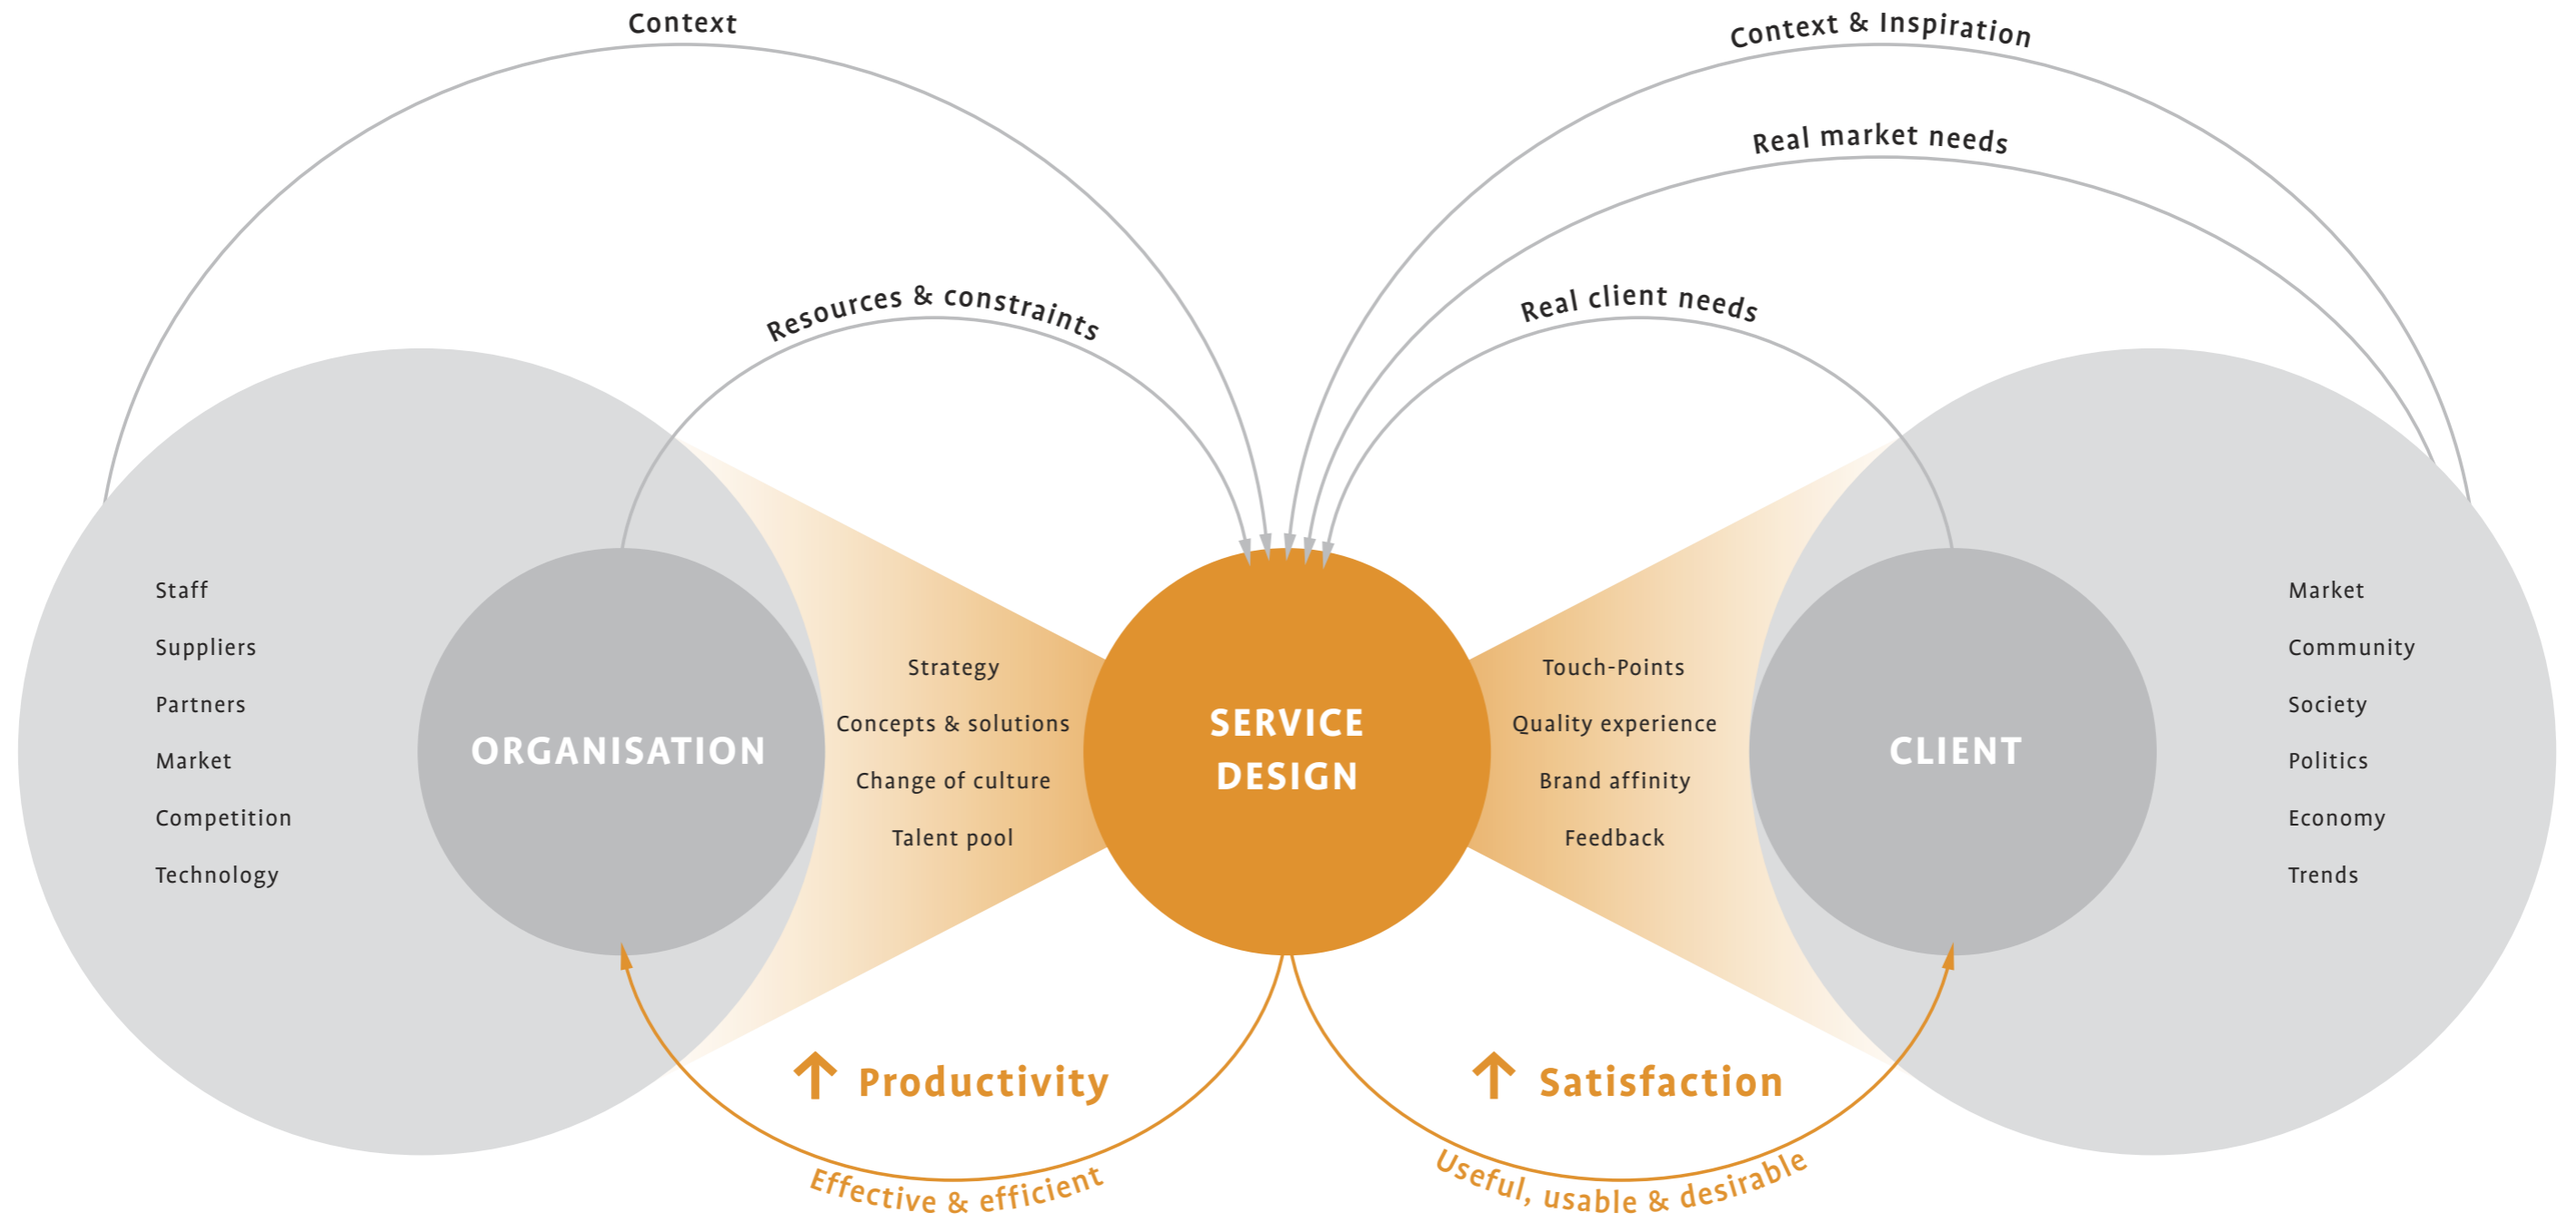 Context
Context & Inspiration
Real market needs
Resources & constraints
Real client needs
Staff
Suppliers
Partners
Market
Competition
Technology
ORGANISATION
Strategy
Concepts & solutions
Change of culture
Talent pool
SERVICE
DESIGN
Touch-Points
Quality experience
Brand affinity
Feedback
CLIENT
Market
Community
Society
Politics
Economy
Trends
↑ Productivity
↑ Satisfaction
Effective & efficient
Useful, usable & desirable